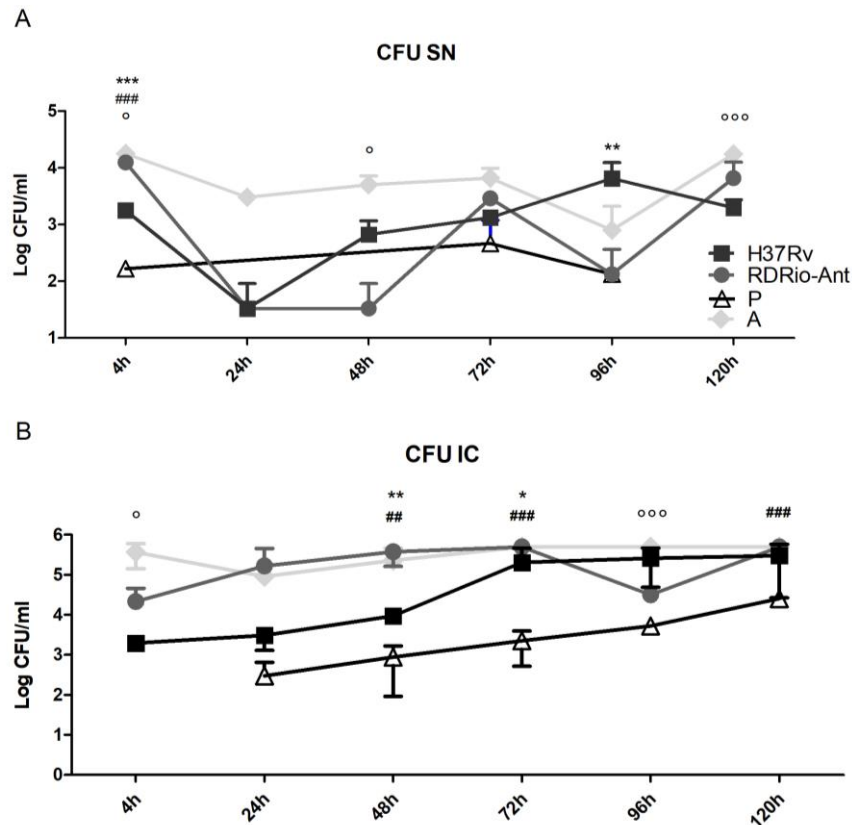 A
CFU SN
***
###
°
°
**
°°°
5
4
3
2
1
Log CFU/ml
H37Rv
RDRio-Ant
P
A
4h
24h
48h
72h
96h
120h
B
CFU IC
°
**
##
*
###
°°°
###
6
5
4
3
2
1
0
Log CFU/ml
4h
24h
48h
72h
96h
120h